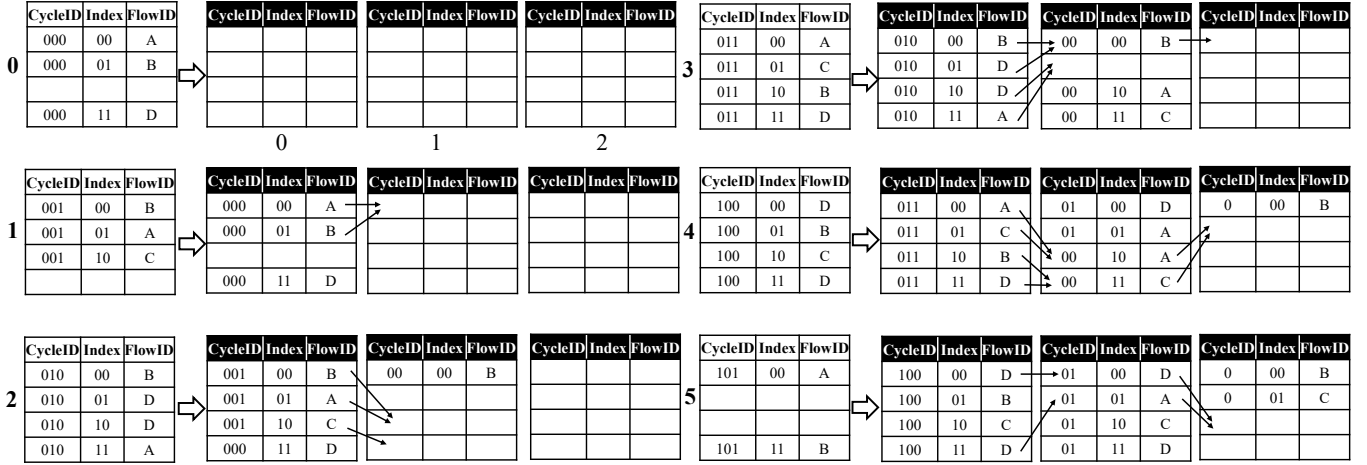 CycleID Index FlowID CycleID Index FlowID CycleID Index FlowID CycleID Index FlowID
000 00 A
000 01 B
0
000 11 D
0 1 2
CycleID Index FlowID CycleID Index FlowID CycleID Index FlowID CycleID Index FlowID
001 00 B 000 00 A
001 01 A 000 01 B
1
001 10 C
000 11 D
CycleID Index FlowID CycleID Index FlowID CycleID Index FlowID CycleID Index FlowID
010 00 B 001 00 B 00 00 B
010 01 D 001 01 A
2
010 10 D 001 10 C
010 11 A 000 11 D
CycleID Index FlowID CycleID Index FlowID CycleID Index FlowID CycleID Index FlowID
011 00 A 010 00 B 00 00 B
011 01 C 010 01 D
3
011 10 B 010 10 D 00 10 A
011 11 D 010 11 A 00 11 C
CycleID Index FlowID CycleID Index FlowID CycleID Index FlowID CycleID Index FlowID
100 00 D 011 00 A 01 00 D 0 00 B
100 01 B 011 01 C 01 01 A
4
100 10 C 011 10 B 00 10 A
100 11 D 011 11 D 00 11 C
CycleID Index FlowID CycleID Index FlowID CycleID Index FlowID CycleID Index FlowID
101 00 A 100 00 D 01 00 D 0 00 B
100 01 B 01 01 A 0 01 C
5
100 10 C 01 10 C
101 11 B 100 11 D 01 11 D